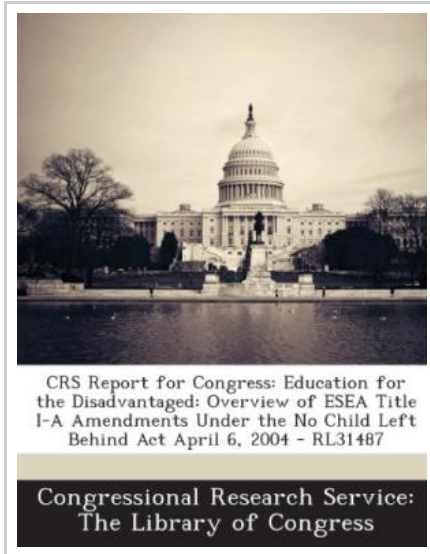 CRS Report for Congress: Education for
the Disadvantaged: Overview of ESEA Title
I-A Amendments Under the No Child Left
Behind Act April 6, 2004 - RL31487
Congressional Research Service:
The Library of Congress